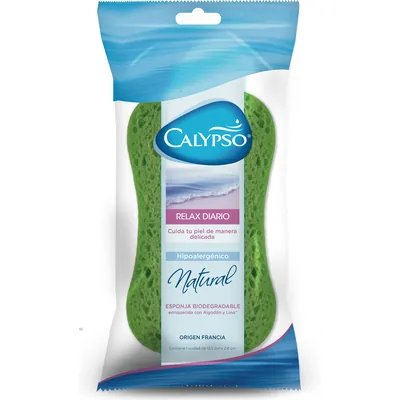 CALYPSO
RELAX DIARIO
Cuida tu piel de manera
delicada
Hipoalergénico
Natural
ESPONJA BIODEGRADABLE
enriquecida con Algodón y Lino*
ORIGEN FRANCIA